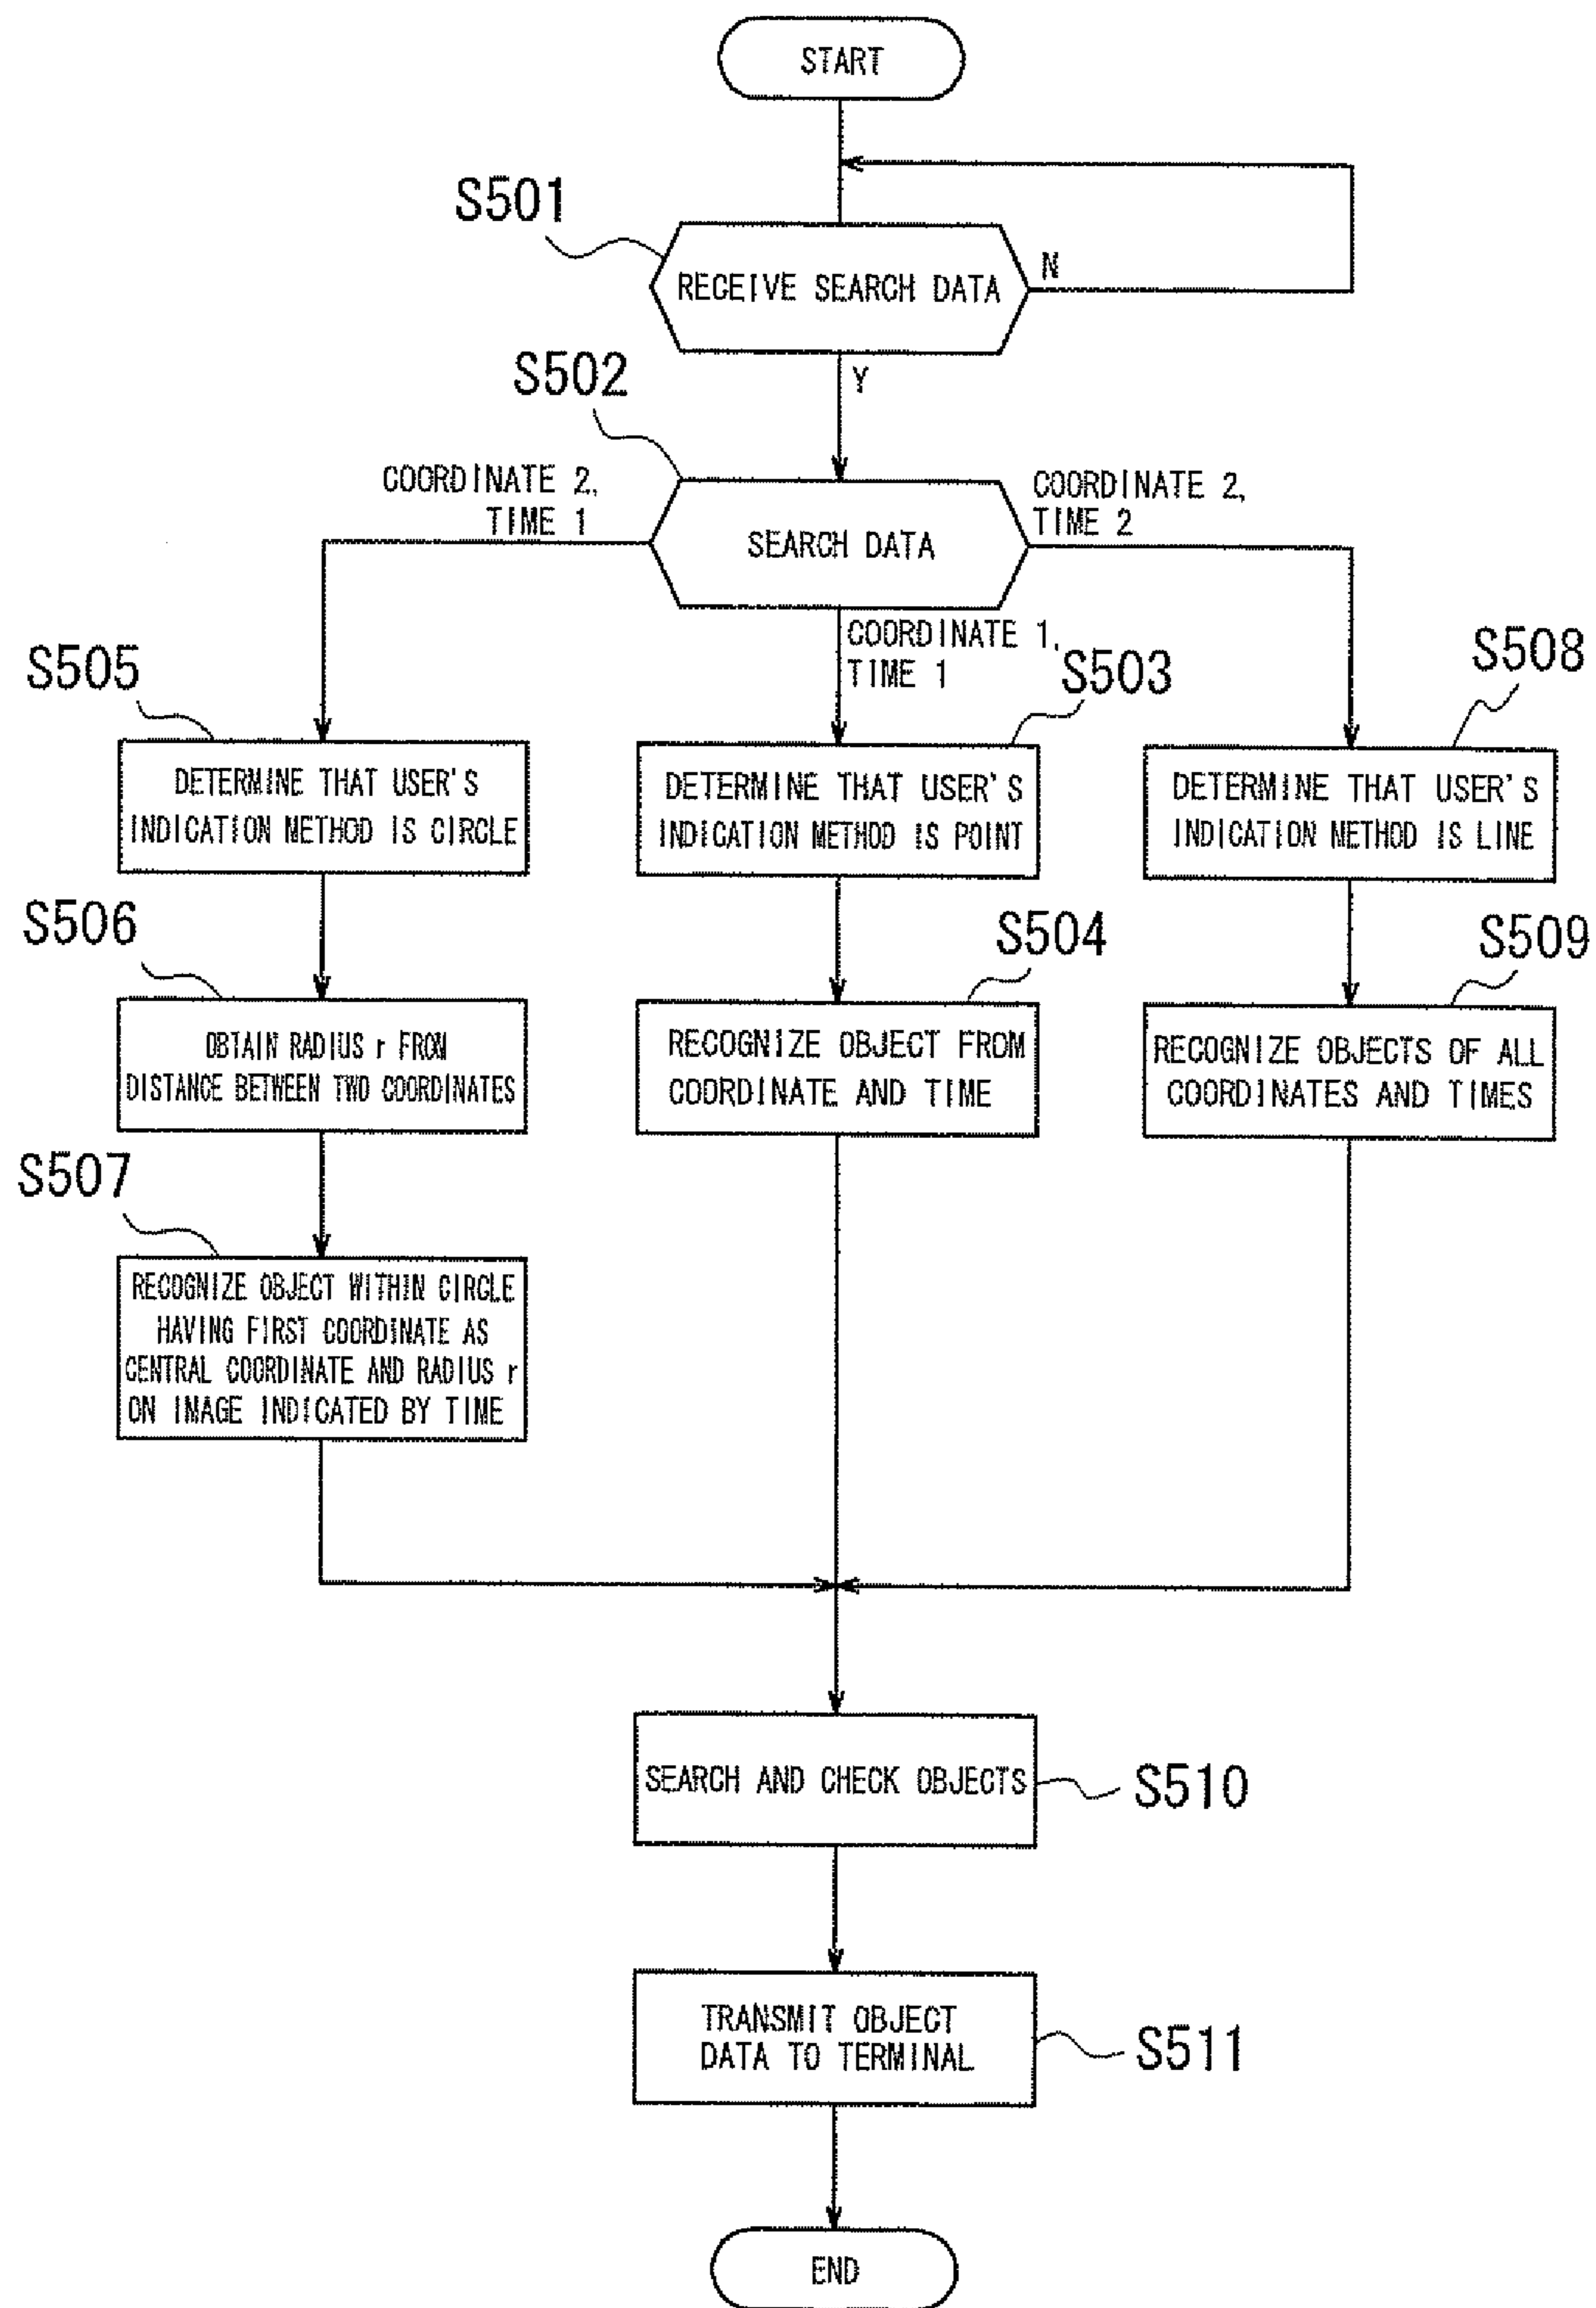 START
S501
RECEIVE SEARCH DATA
N
Y
S502
COORDINATE 2,
TIME 1
SEARCH DATA
COORDINATE 2,
TIME 2
COORDINATE 1,
TIME 1
S505
DETERMINE THAT USER'S
INDICATION METHOD IS CIRCLE
S503
DETERMINE THAT USER'S
INDICATION METHOD IS POINT
S508
DETERMINE THAT USER'S
INDICATION METHOD IS LINE
S506
OBTAIN RADIUS r FROM
DISTANCE BETWEEN TWO COORDINATES
S504
RECOGNIZE OBJECT FROM
COORDINATE AND TIME
S509
RECOGNIZE OBJECTS OF ALL
COORDINATES AND TIMES
S507
RECOGNIZE OBJECT WITHIN CIRCLE
HAVING FIRST COORDINATE AS
CENTRAL COORDINATE AND RADIUS r
ON IMAGE INDICATED BY TIME
SEARCH AND CHECK OBJECTS
S510
TRANSMIT OBJECT
DATA TO TERMINAL
S511
END